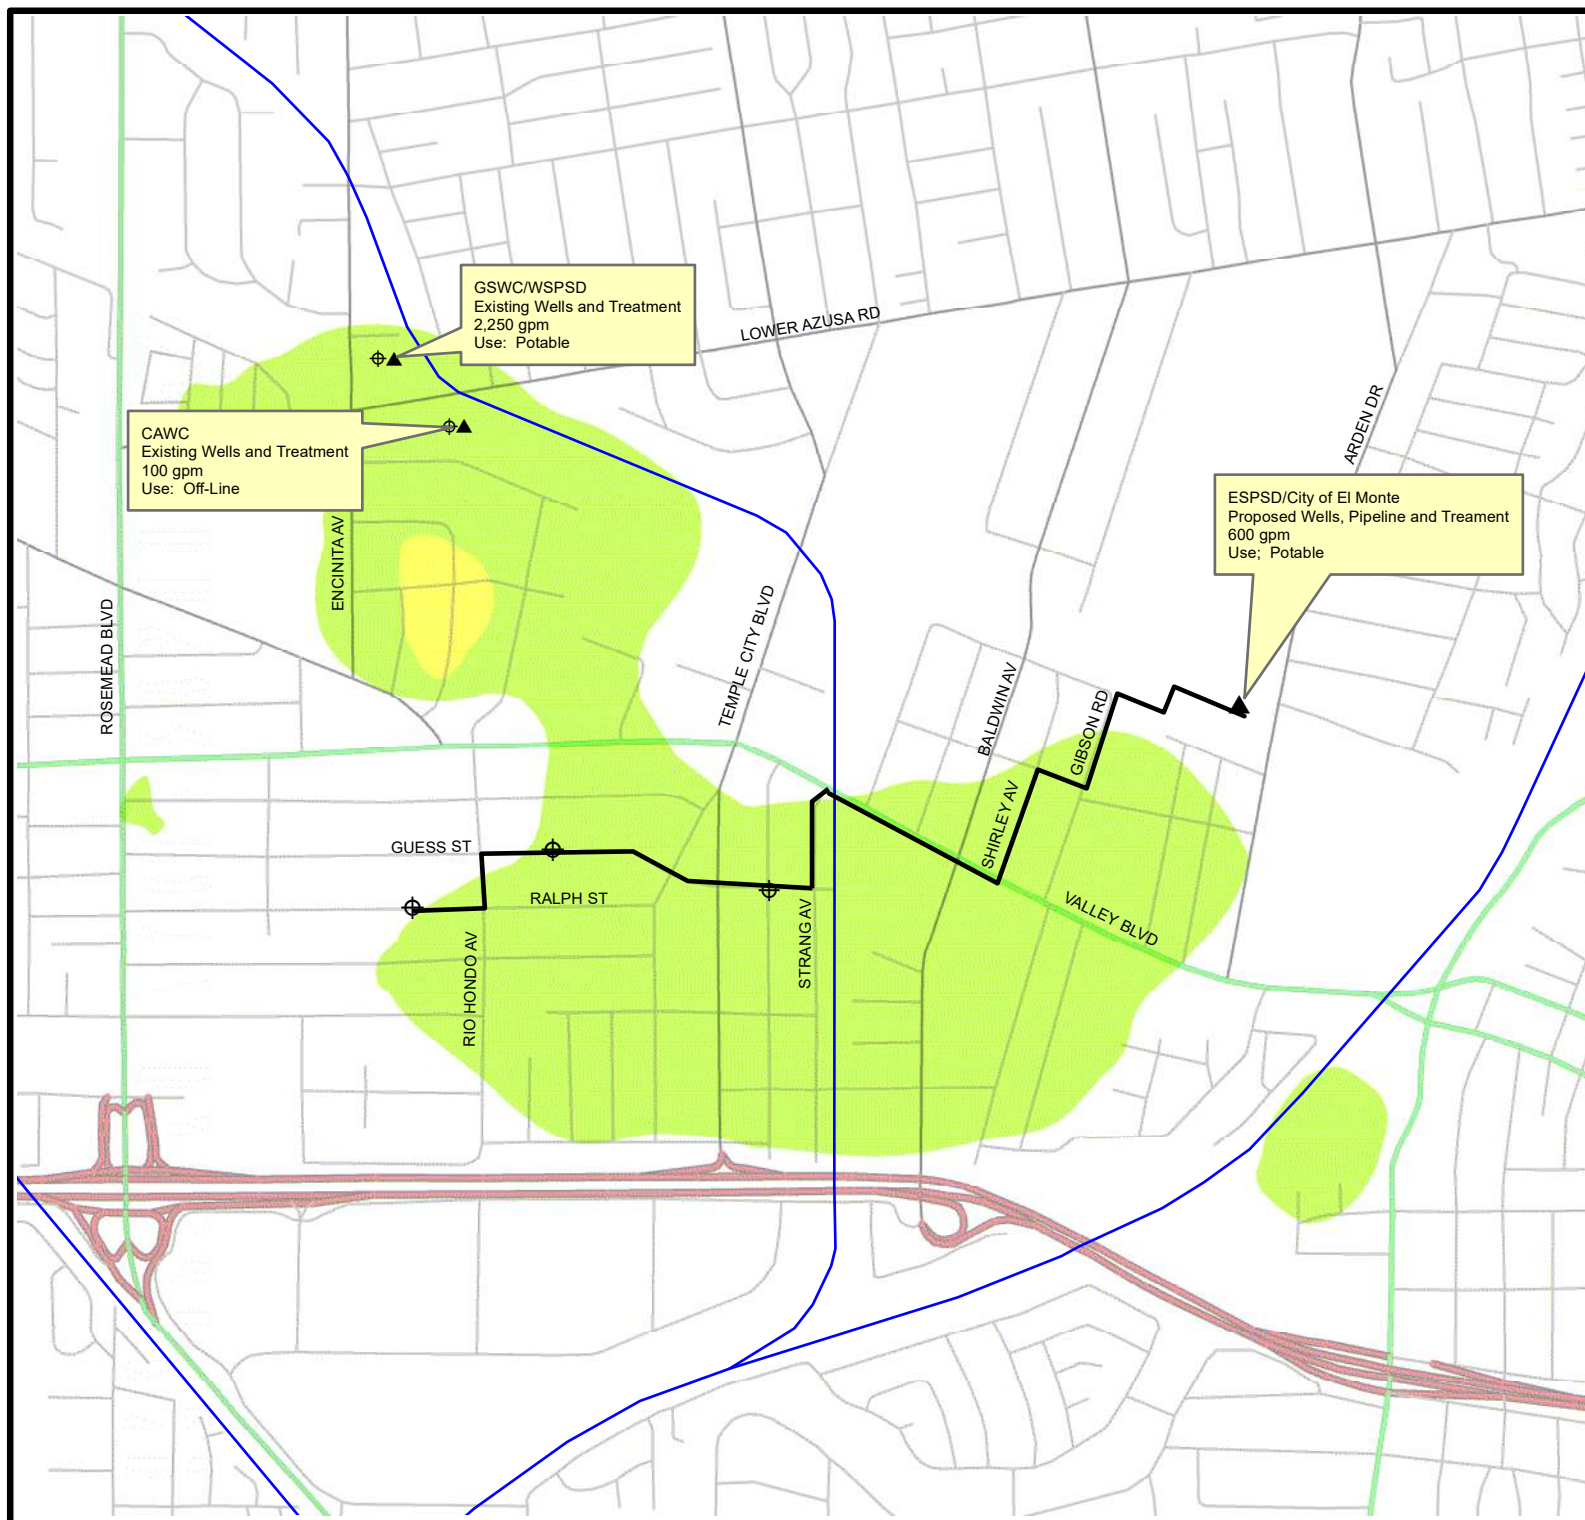 GSWC/WSPSD
Existing Wells and Treatment
2,250 gpm
Use: Potable
LOWER AZUSA RD
CAWC
Existing Wells and Treatment
100 gpm
Use: Off-Line
ARDEN DR
ESPSD/City of El Monte
Proposed Wells, Pipeline and Treament
600 gpm
Use; Potable
ENCINITA AV
ROSEMEAD BLVD
TEMPLE CITY BLVD
BALDWIN AV
GIBSON RD
SHIRLEY AV
GUESS ST
RALPH ST
VALLEY BLVD
STRANG AV
RIO HONDO AV